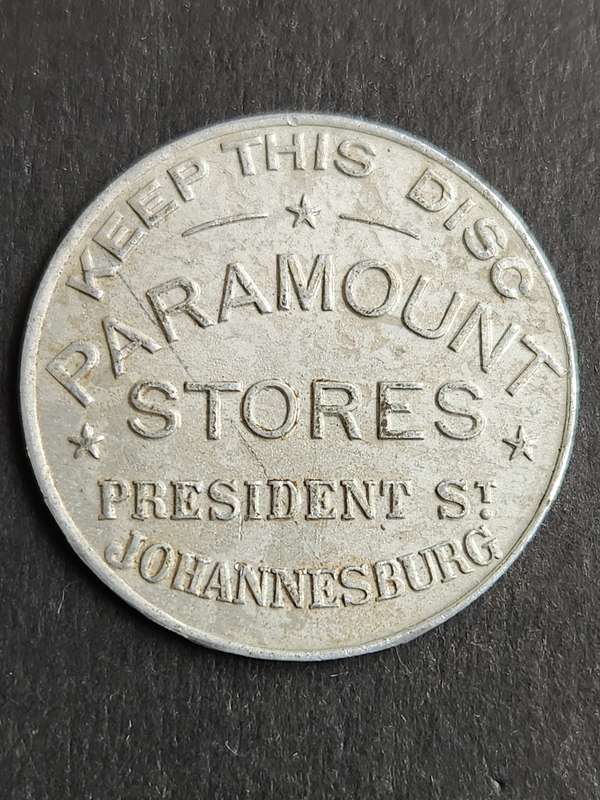 KEEP THIS DISC
PARAMOUNT
STORES
PRESIDENT ST
JOHANNESBURG